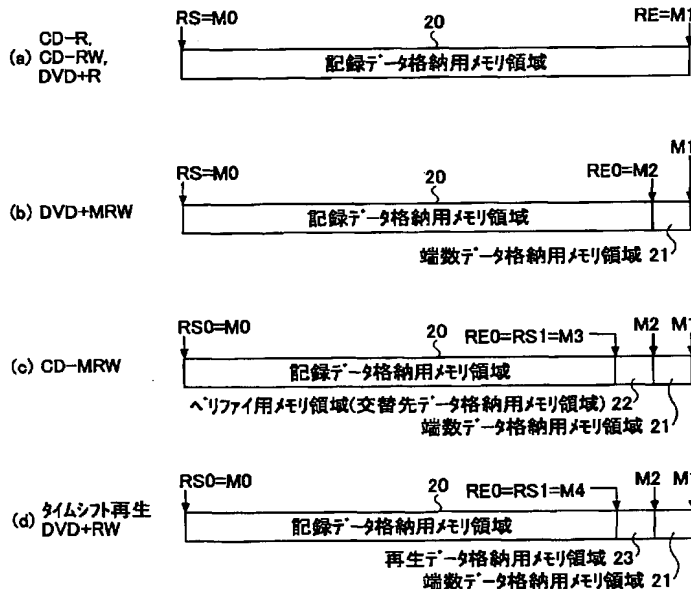 RS=M0 20 RE=M1
(a) CD-R,
CD-RW,
DVD+R
記録データ格納用メモリ領域
RS=M0 20 RE0=M2 M1
(b) DVD+MRW
記録データ格納用メモリ領域
端数データ格納用メモリ領域 21
RS0=M0 20 RE0=RS1=M3 M2 M1
(c) CD-MRW
記録データ格納用メモリ領域
ベリファイ用メモリ領域(交替先データ格納用メモリ領域) 22
端数データ格納用メモリ領域 21
RS0=M0 20 RE0=RS1=M4 M2 M1
(d) タイムシフト再生
DVD+RW
記録データ格納用メモリ領域
再生データ格納用メモリ領域 23
端数データ格納用メモリ領域 21